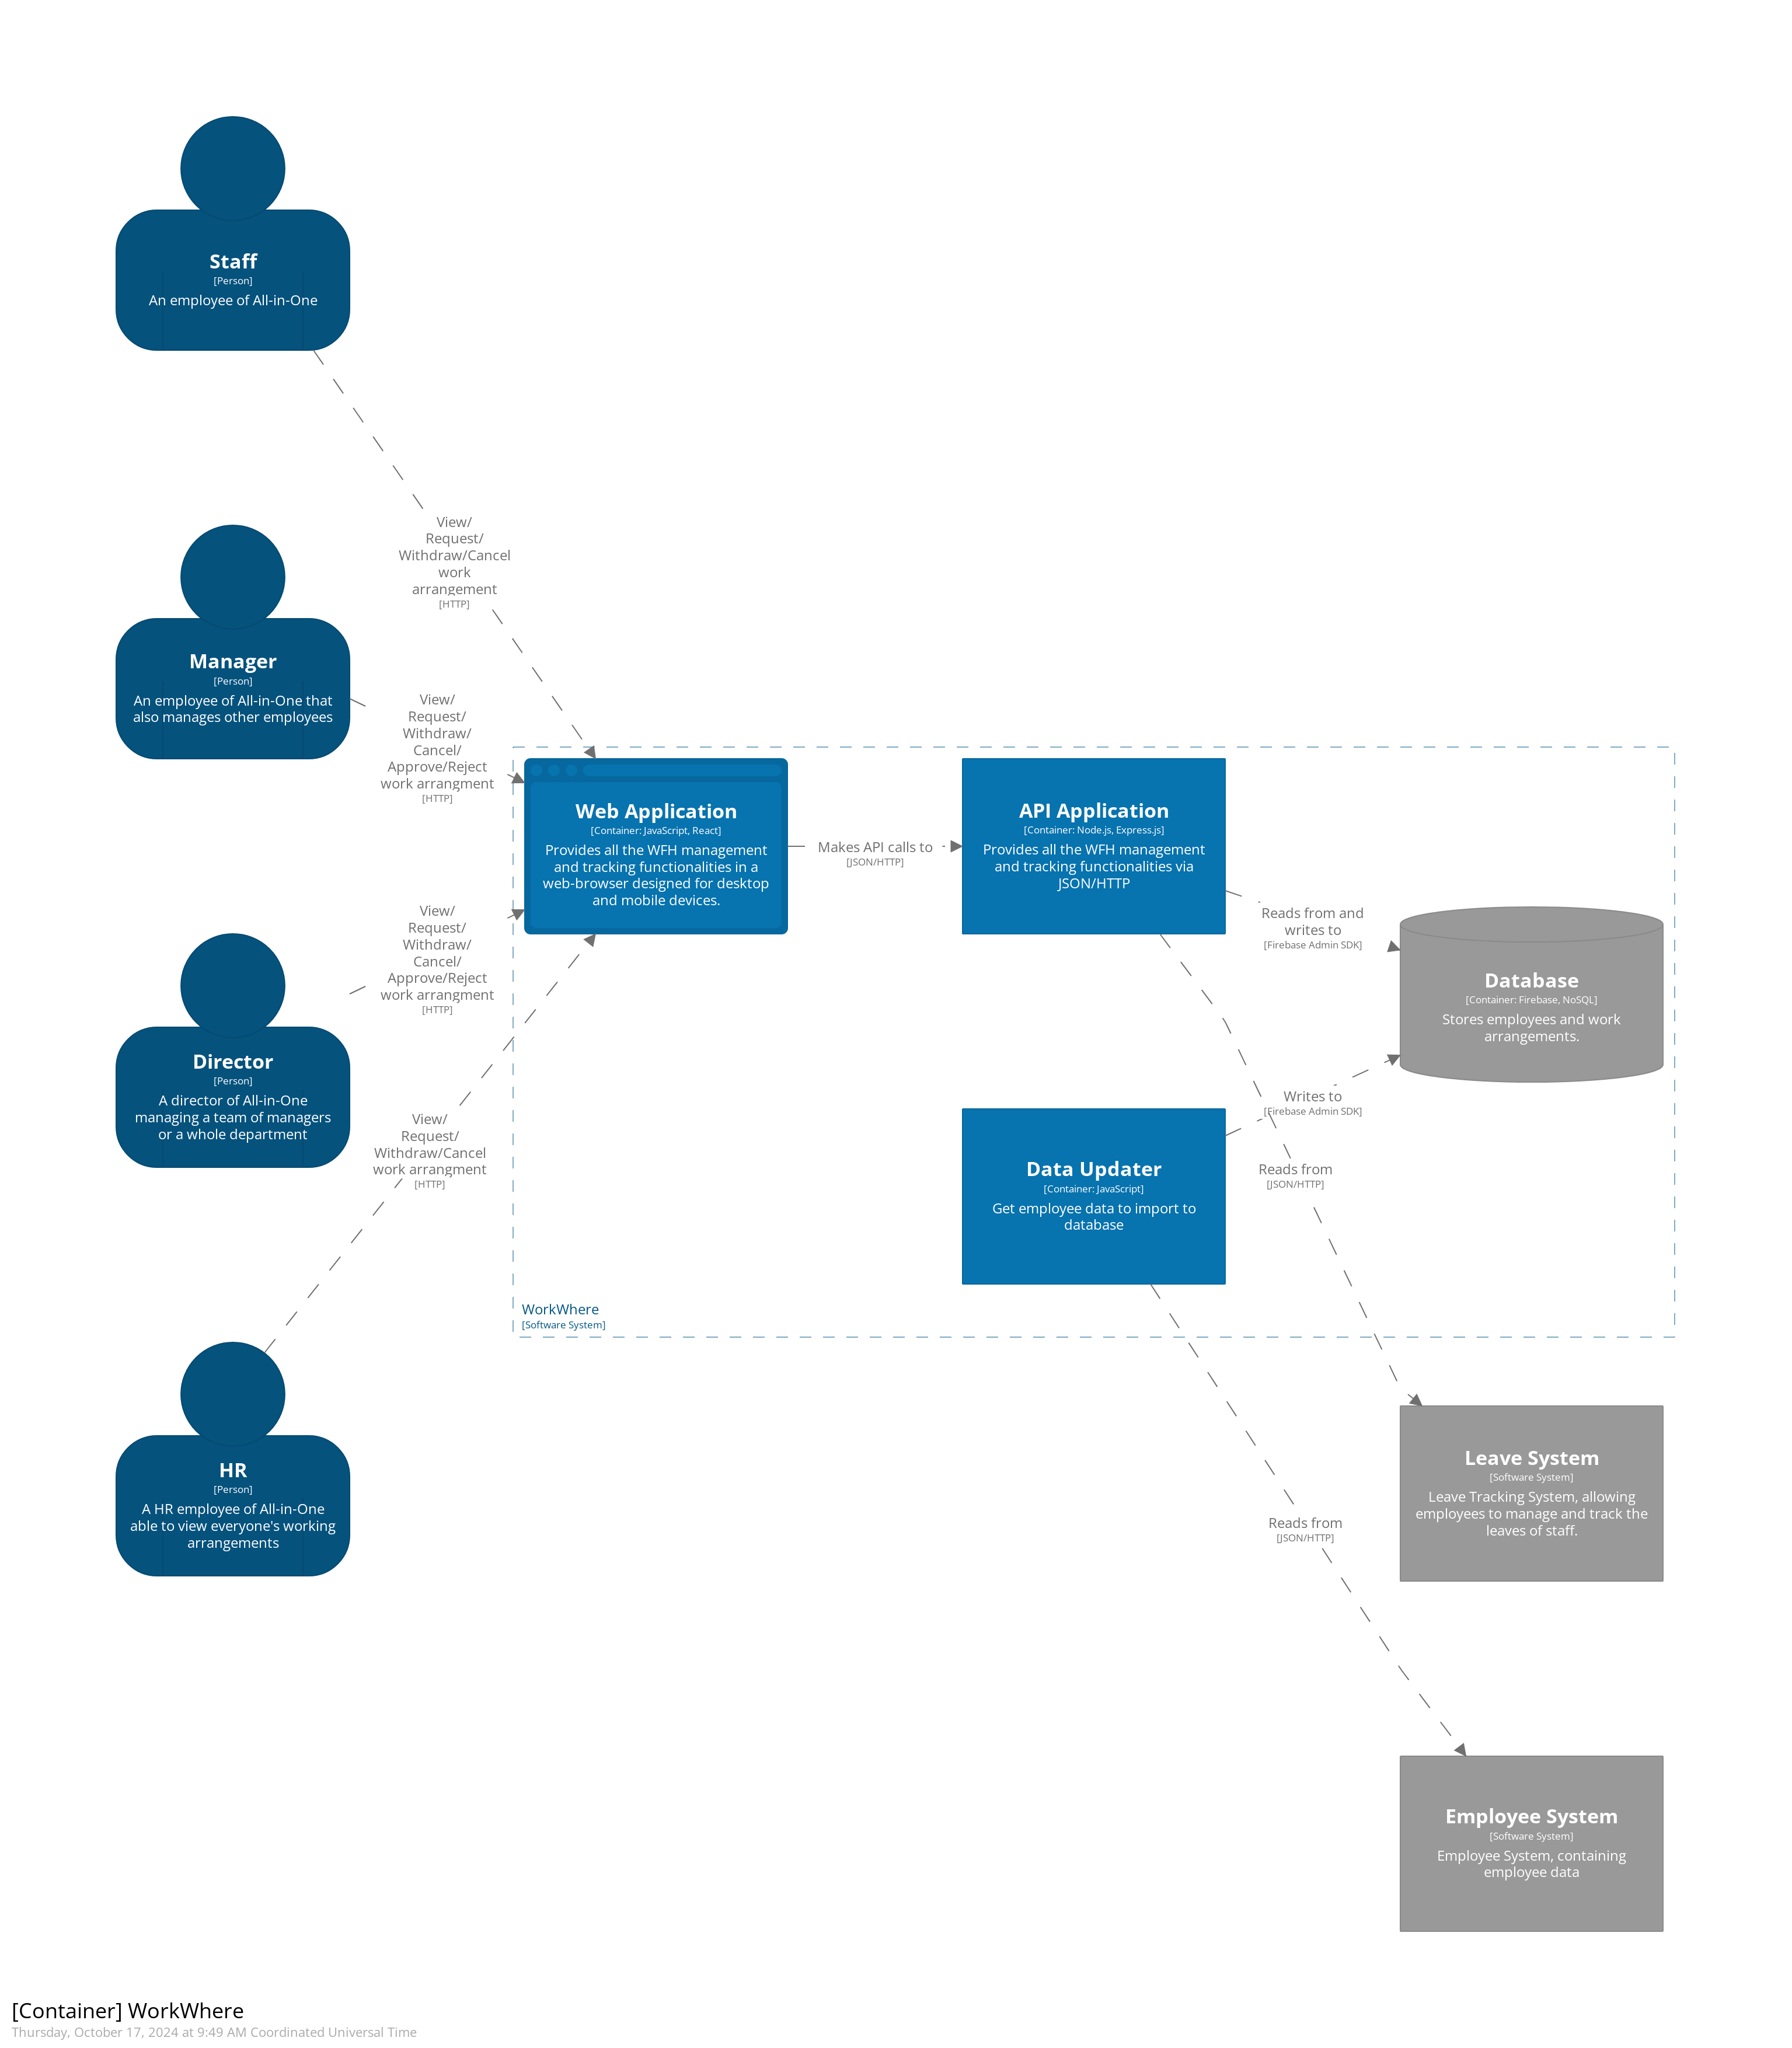 Staff
[Person]
An employee of All-in-One
View/
Request/
Withdraw/Cancel
work
arrangement
[HTTP]
Manager
[Person]
An employee of All-in-One that
also manages other employees
View/
Request/
Withdraw/
Cancel/
Approve/Reject
work arrangment
[HTTP]
Web Application
[Container: JavaScript, React]
Provides all the WFH management
and tracking functionalities in a
web-browser designed for desktop
and mobile devices.
Makes API calls to
[JSON/HTTP]
API Application
[Container: Node.js, Express.js]
Provides all the WFH management
and tracking functionalities via
JSON/HTTP
Reads from and
writes to
[Firebase Admin SDK]
Database
[Container: Firebase, NoSQL]
Stores employees and work
arrangements.
View/
Request/
Withdraw/
Cancel/
Approve/Reject
work arrangment
[HTTP]
Director
[Person]
A director of All-in-One
managing a team of managers
or a whole department
View/
Request/
Withdraw/Cancel
work arrangment
[HTTP]
Writes to
[Firebase Admin SDK]
Data Updater
[Container: JavaScript]
Get employee data to import to
database
Reads from
[JSON/HTTP]
WorkWhere
[Software System]
HR
[Person]
A HR employee of All-in-One
able to view everyone's working
arrangements
Leave System
[Software System]
Leave Tracking System, allowing
employees to manage and track the
leaves of staff.
Reads from
[JSON/HTTP]
Employee System
[Software System]
Employee System, containing
employee data
[Container] WorkWhere
Thursday, October 17, 2024 at 9:49 AM Coordinated Universal Time